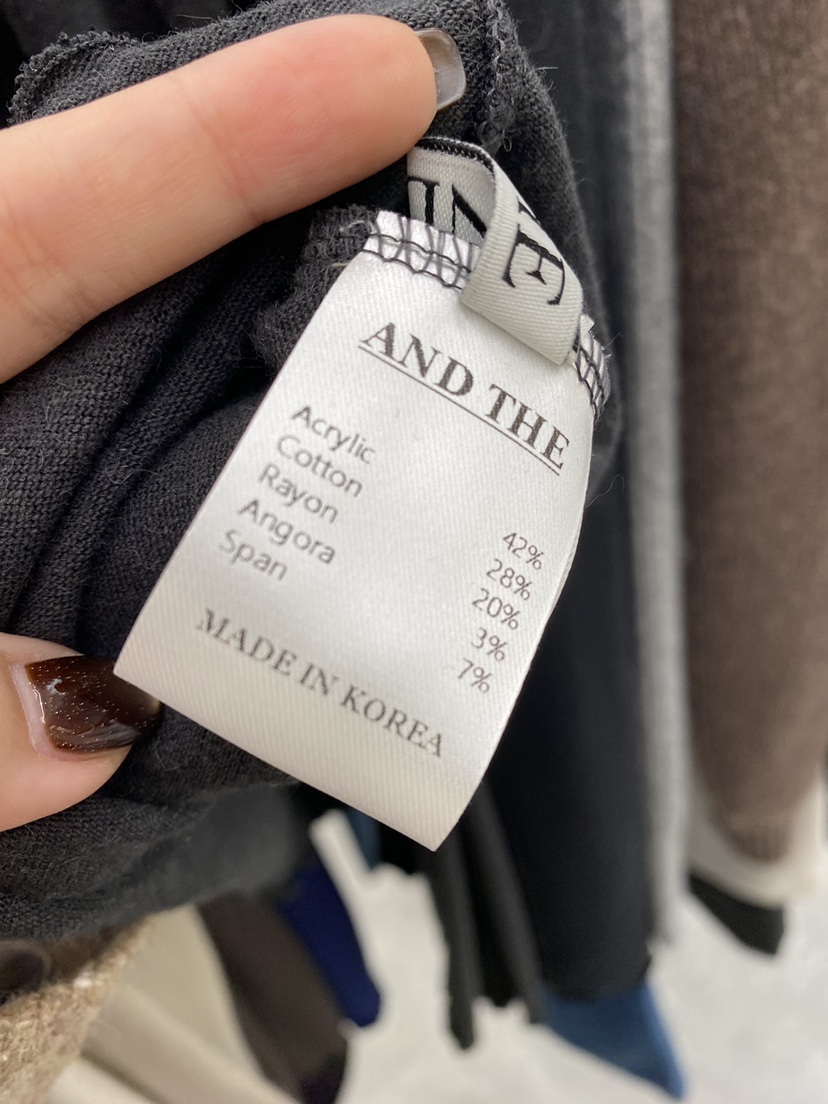 AND THE
Acrylic 42%
Cotton 28%
Rayon 20%
Angora 3%
Span 7%
MADE IN KOREA